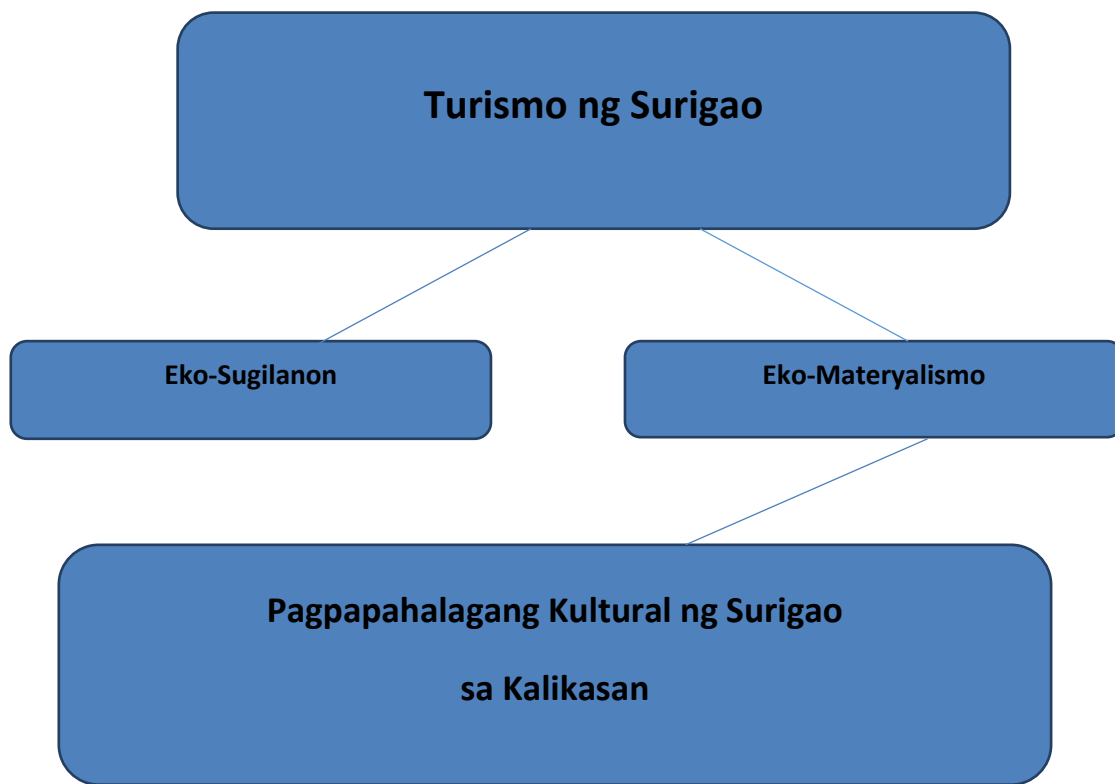 Turismo ng Surigao
Eko-Sugilanon
Eko-Materyalismo
Pagpapahalagang Kultural ng Surigao
sa Kalikasan